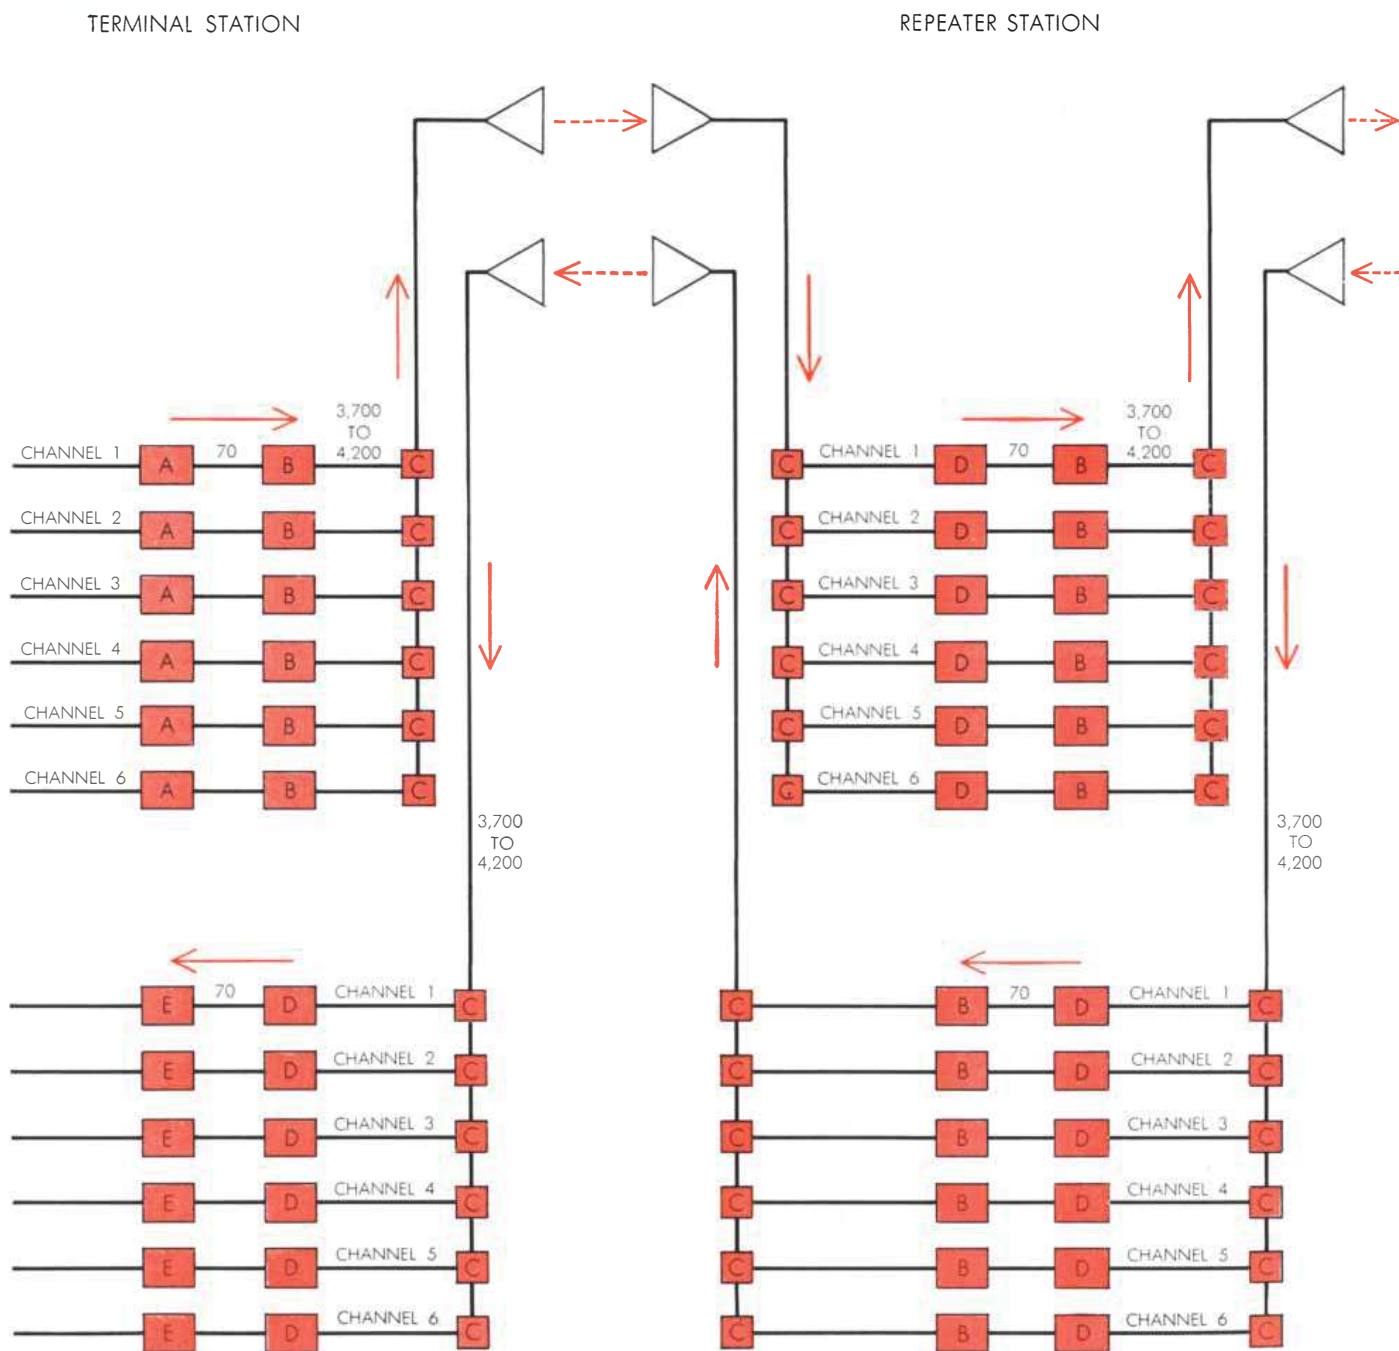 TERMINAL STATION
REPEATER STATION
3,700
TO
4,200
CHANNEL 1 A 70 B C
CHANNEL 2 A B C
CHANNEL 3 A B C
CHANNEL 4 A B C
CHANNEL 5 A B C
CHANNEL 6 A B C
3,700
TO
4,200
E 70 D CHANNEL 1 C
E D CHANNEL 2 C
E D CHANNEL 3 C
E D CHANNEL 4 C
E D CHANNEL 5 C
E D CHANNEL 6 C
3,700
TO
4,200
C CHANNEL 1 D 70 B C
C CHANNEL 2 D B C
C CHANNEL 3 D B C
C CHANNEL 4 D B C
C CHANNEL 5 D B C
C CHANNEL 6 D B C
3,700
TO
4,200
C B 70 D CHANNEL 1 C
C B D CHANNEL 2 C
C B D CHANNEL 3 C
C B D CHANNEL 4 C
C B D CHANNEL 5 C
C B D CHANNEL 6 C